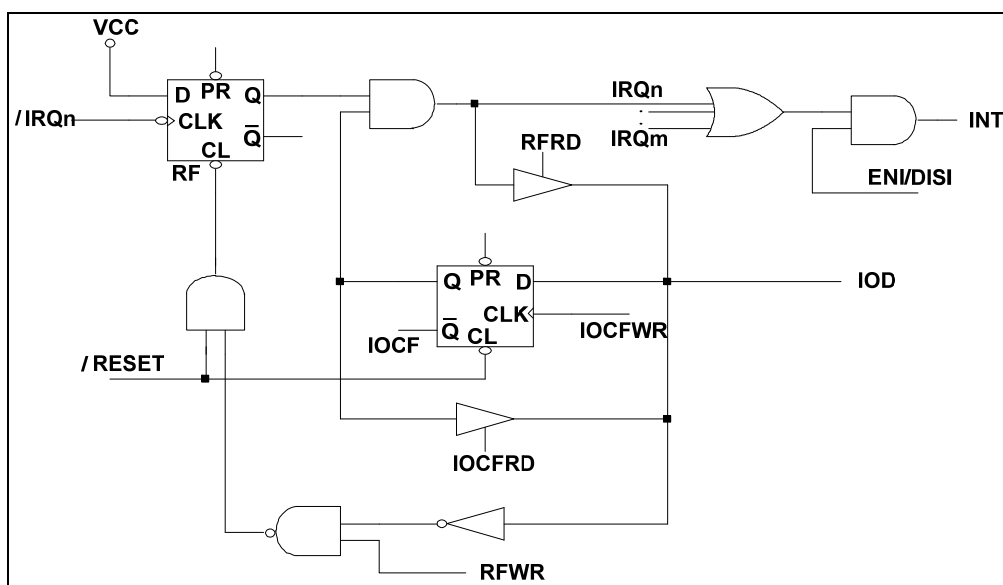 VCC
D PR Q
/IRQn
CLK
Q̅
CL
RF
IRQn
IRQm
INT
ENI/DISI
RFRD
Q PR D
CLK
Q̅
CL
IOCF
IOCFWR
IOD
/RESET
IOCFRD
RFWR